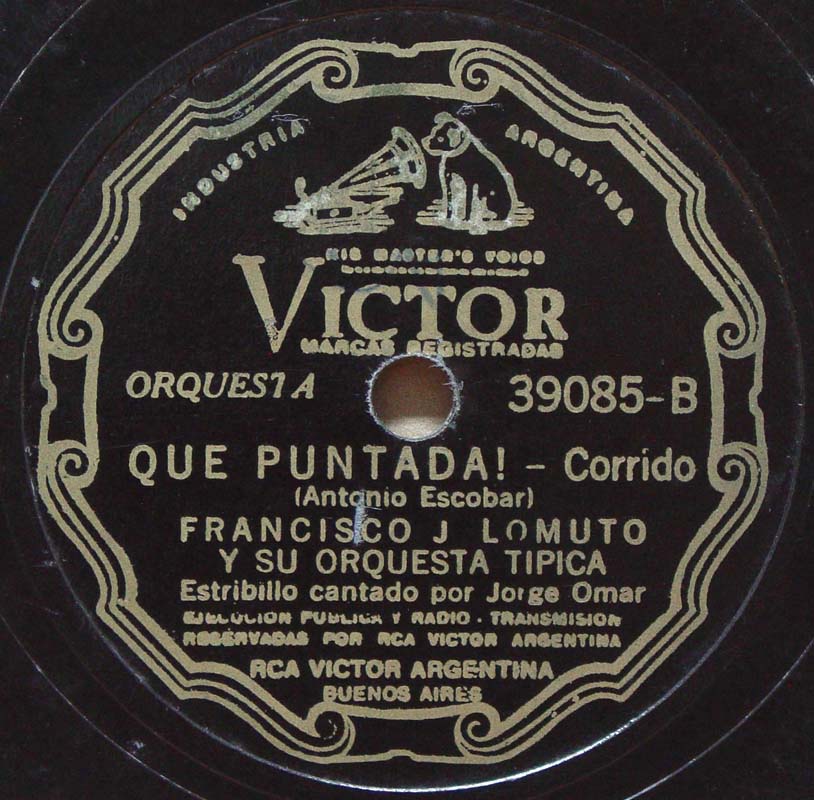 INDUSTRIA ARGENTINA
HIS MASTER'S VOICE
VICTOR
MARCAS REGISTRADAS
ORQUESTA 39085-B
QUE PUNTADA! - Corrido
(Antonio Escobar)
FRANCISCO J LOMUTO
Y SU ORQUESTA TIPICA
Estribillo cantado por Jorge Omar
EJECUCION PUBLICA Y RADIO - TRANSMISION
RESERVADAS POR RCA VICTOR ARGENTINA
RCA VICTOR ARGENTINA
BUENOS AIRES